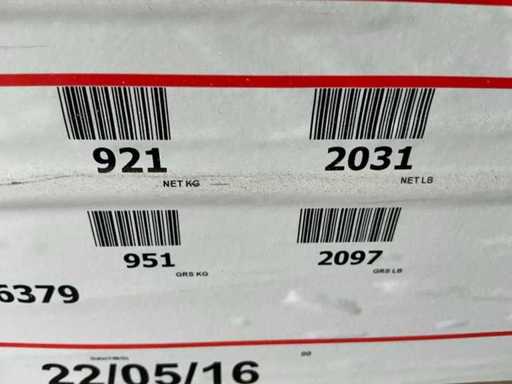 921 2031
NET KG NET LB
951 2097
GRS KG GRS LB
6379
22/05/16